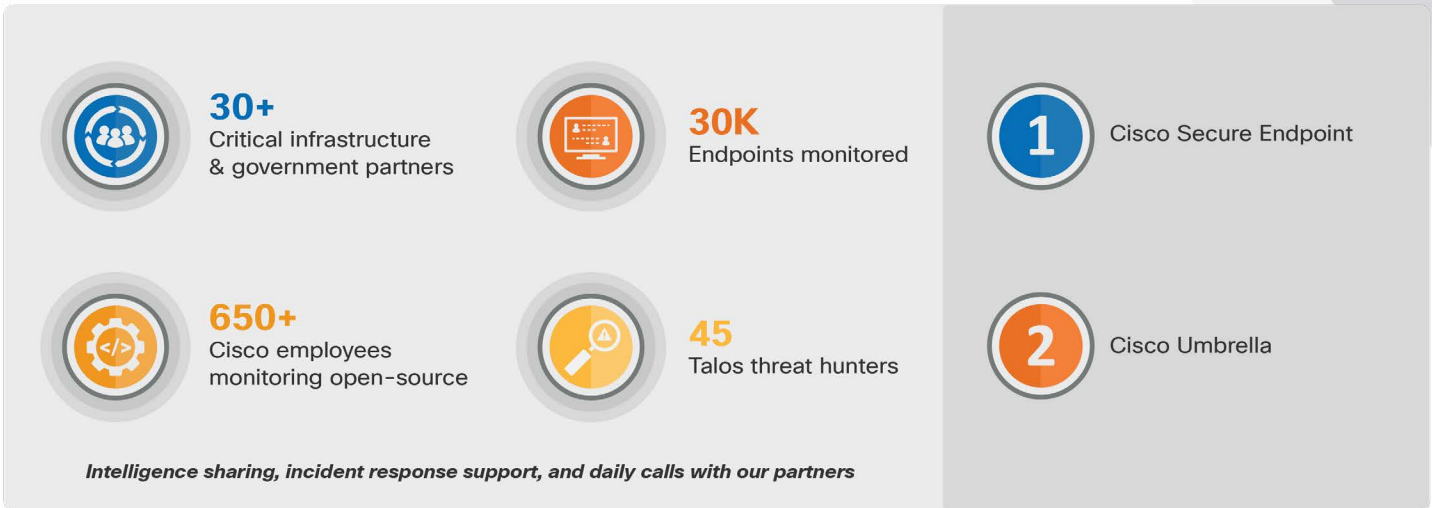 30+
Critical infrastructure
& government partners
30K
Endpoints monitored
650+
Cisco employees
monitoring open-source
45
Talos threat hunters
Intelligence sharing, incident response support, and daily calls with our partners
1
Cisco Secure Endpoint
2
Cisco Umbrella